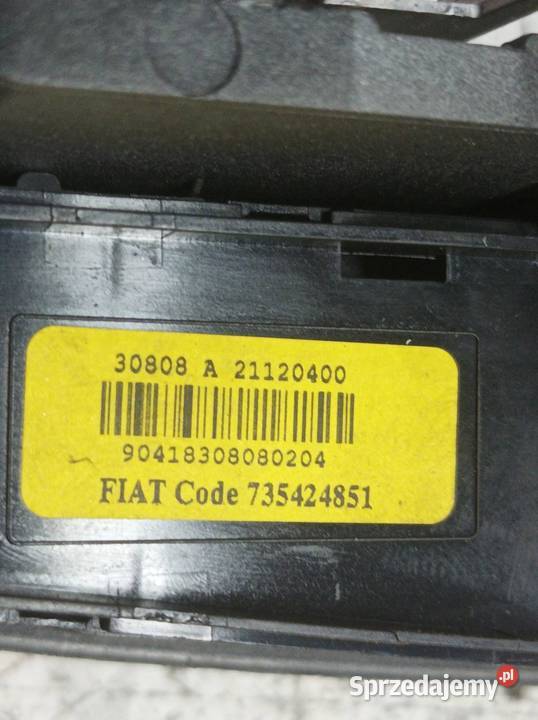 30808 A 21120400
90418308080204
FIAT Code 735424851
Sprzedajemy.pl